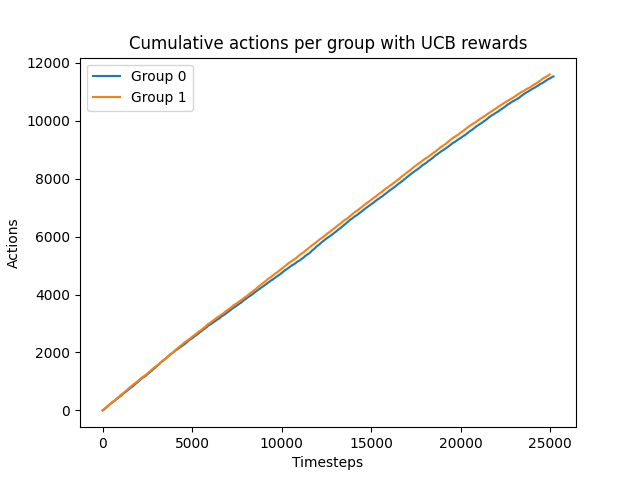 Cumulative actions per group with UCB rewards
Group 0
Group 1
12000
10000
8000
6000
4000
2000
0
Actions
0 5000 10000 15000 20000 25000
Timesteps